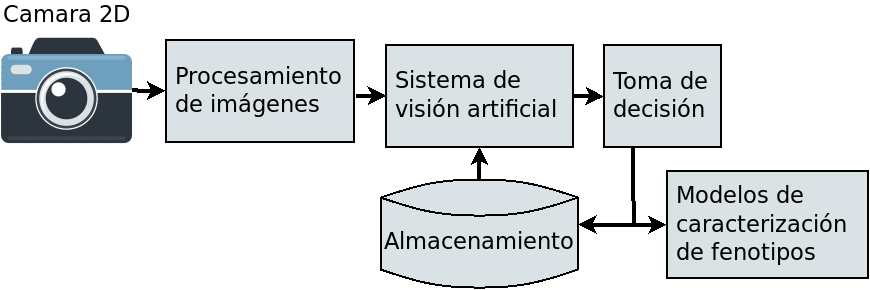 Camara 2D
Procesamiento
de imágenes
Sistema de
visión artificial
Toma de
decisión
Almacenamiento
Modelos de
caracterización
de fenotipos